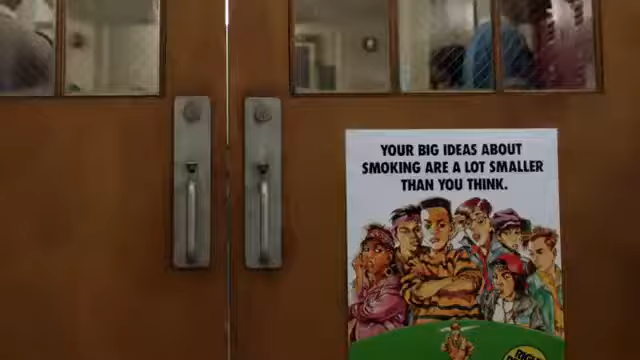 YOUR BIG IDEAS ABOUT
SMOKING ARE A LOT SMALLER
THAN YOU THINK.